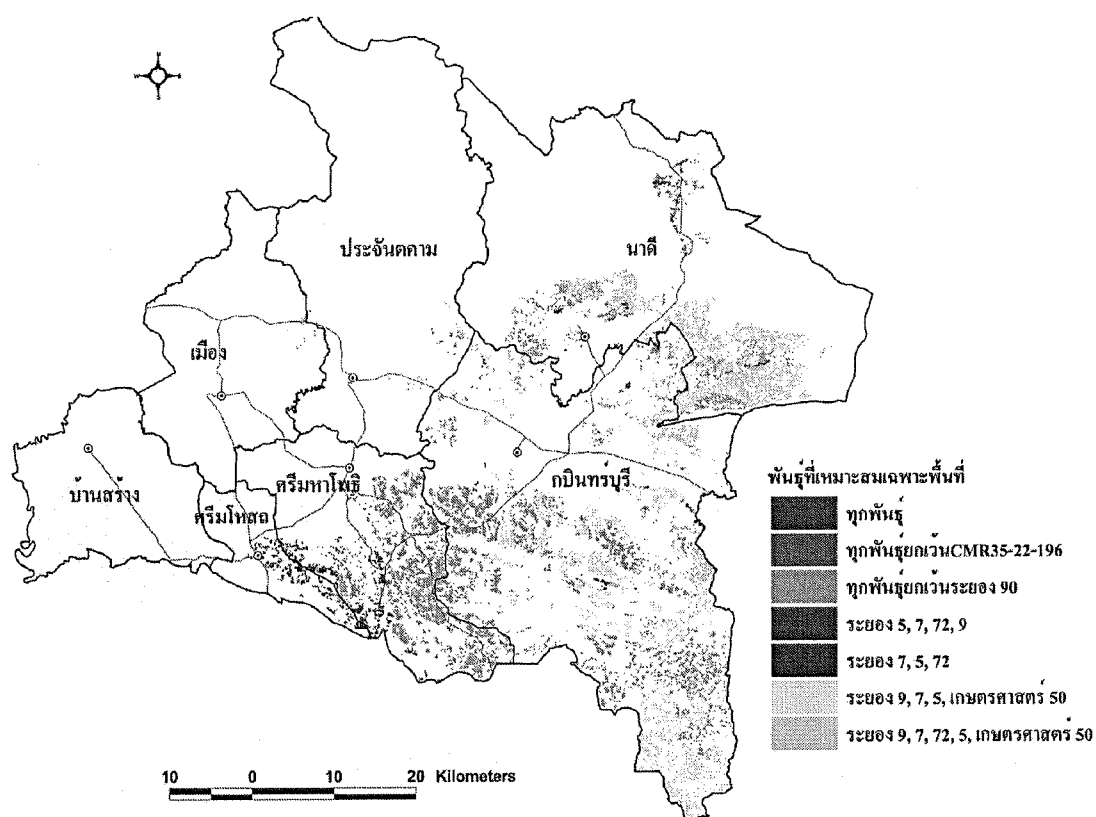 ประจันตคาม
นาดี
เมือง
บ้านสร้าง
ศรีมหาโพธิ
ศรีมโหสถ
กบินทร์บุรี
พันธุ์ที่เหมาะสมเฉพาะพื้นที่
ทุกพันธุ์
ทุกพันธุ์ยกเว้นCMR35-22-196
ทุกพันธุ์ยกเว้นระยอง 90
ระยอง 5, 7, 72, 9
ระยอง 7, 5, 72
ระยอง 9, 7, 5, เกษตรศาสตร์ 50
ระยอง 9, 7, 72, 5, เกษตรศาสตร์ 50
10 0 10 20 Kilometers